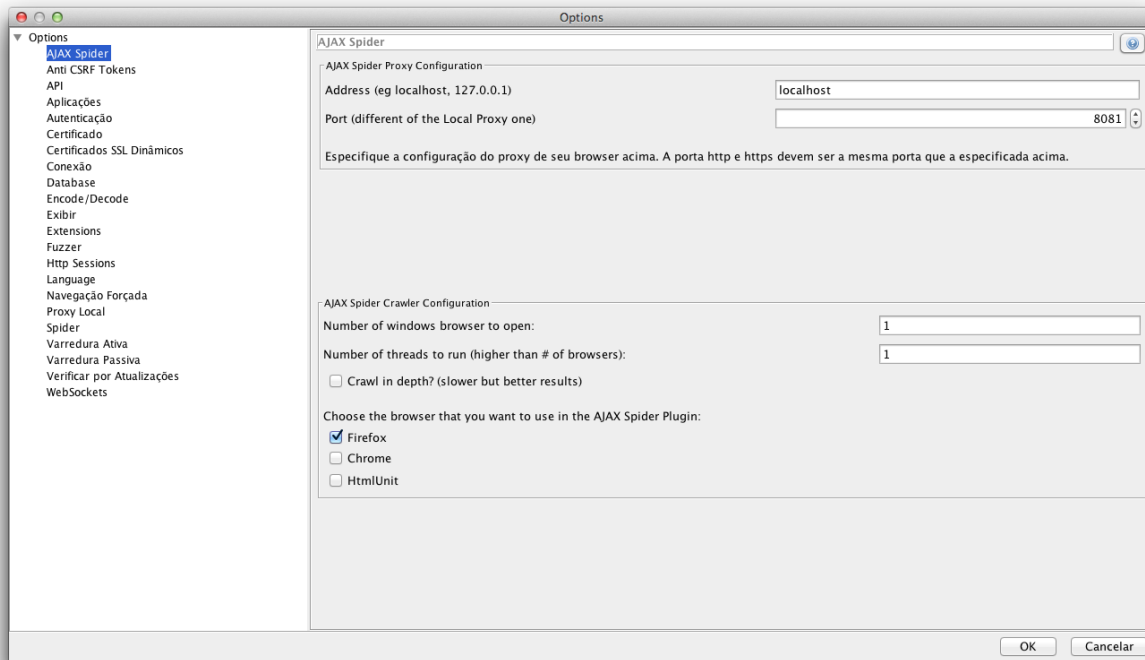 Options
Options
AJAX Spider
Anti CSRF Tokens
API
Aplicações
Autenticação
Certificado
Certificados SSL Dinâmicos
Conexão
Database
Encode/Decode
Exibir
Extensions
Fuzzer
Http Sessions
Language
Navegação Forçada
Proxy Local
Spider
Varredura Ativa
Varredura Passiva
Verificar por Atualizações
WebSockets
AJAX Spider
AJAX Spider Proxy Configuration
Address (eg localhost, 127.0.0.1) localhost
Port (different of the Local Proxy one) 8081
Especifique a configuração do proxy de seu browser acima. A porta http e https devem ser a mesma porta que a especificada acima.
AJAX Spider Crawler Configuration
Number of windows browser to open: 1
Number of threads to run (higher than # of browsers): 1
Crawl in depth? (slower but better results)
Choose the browser that you want to use in the AJAX Spider Plugin:
Firefox
Chrome
HtmlUnit
OK Cancelar